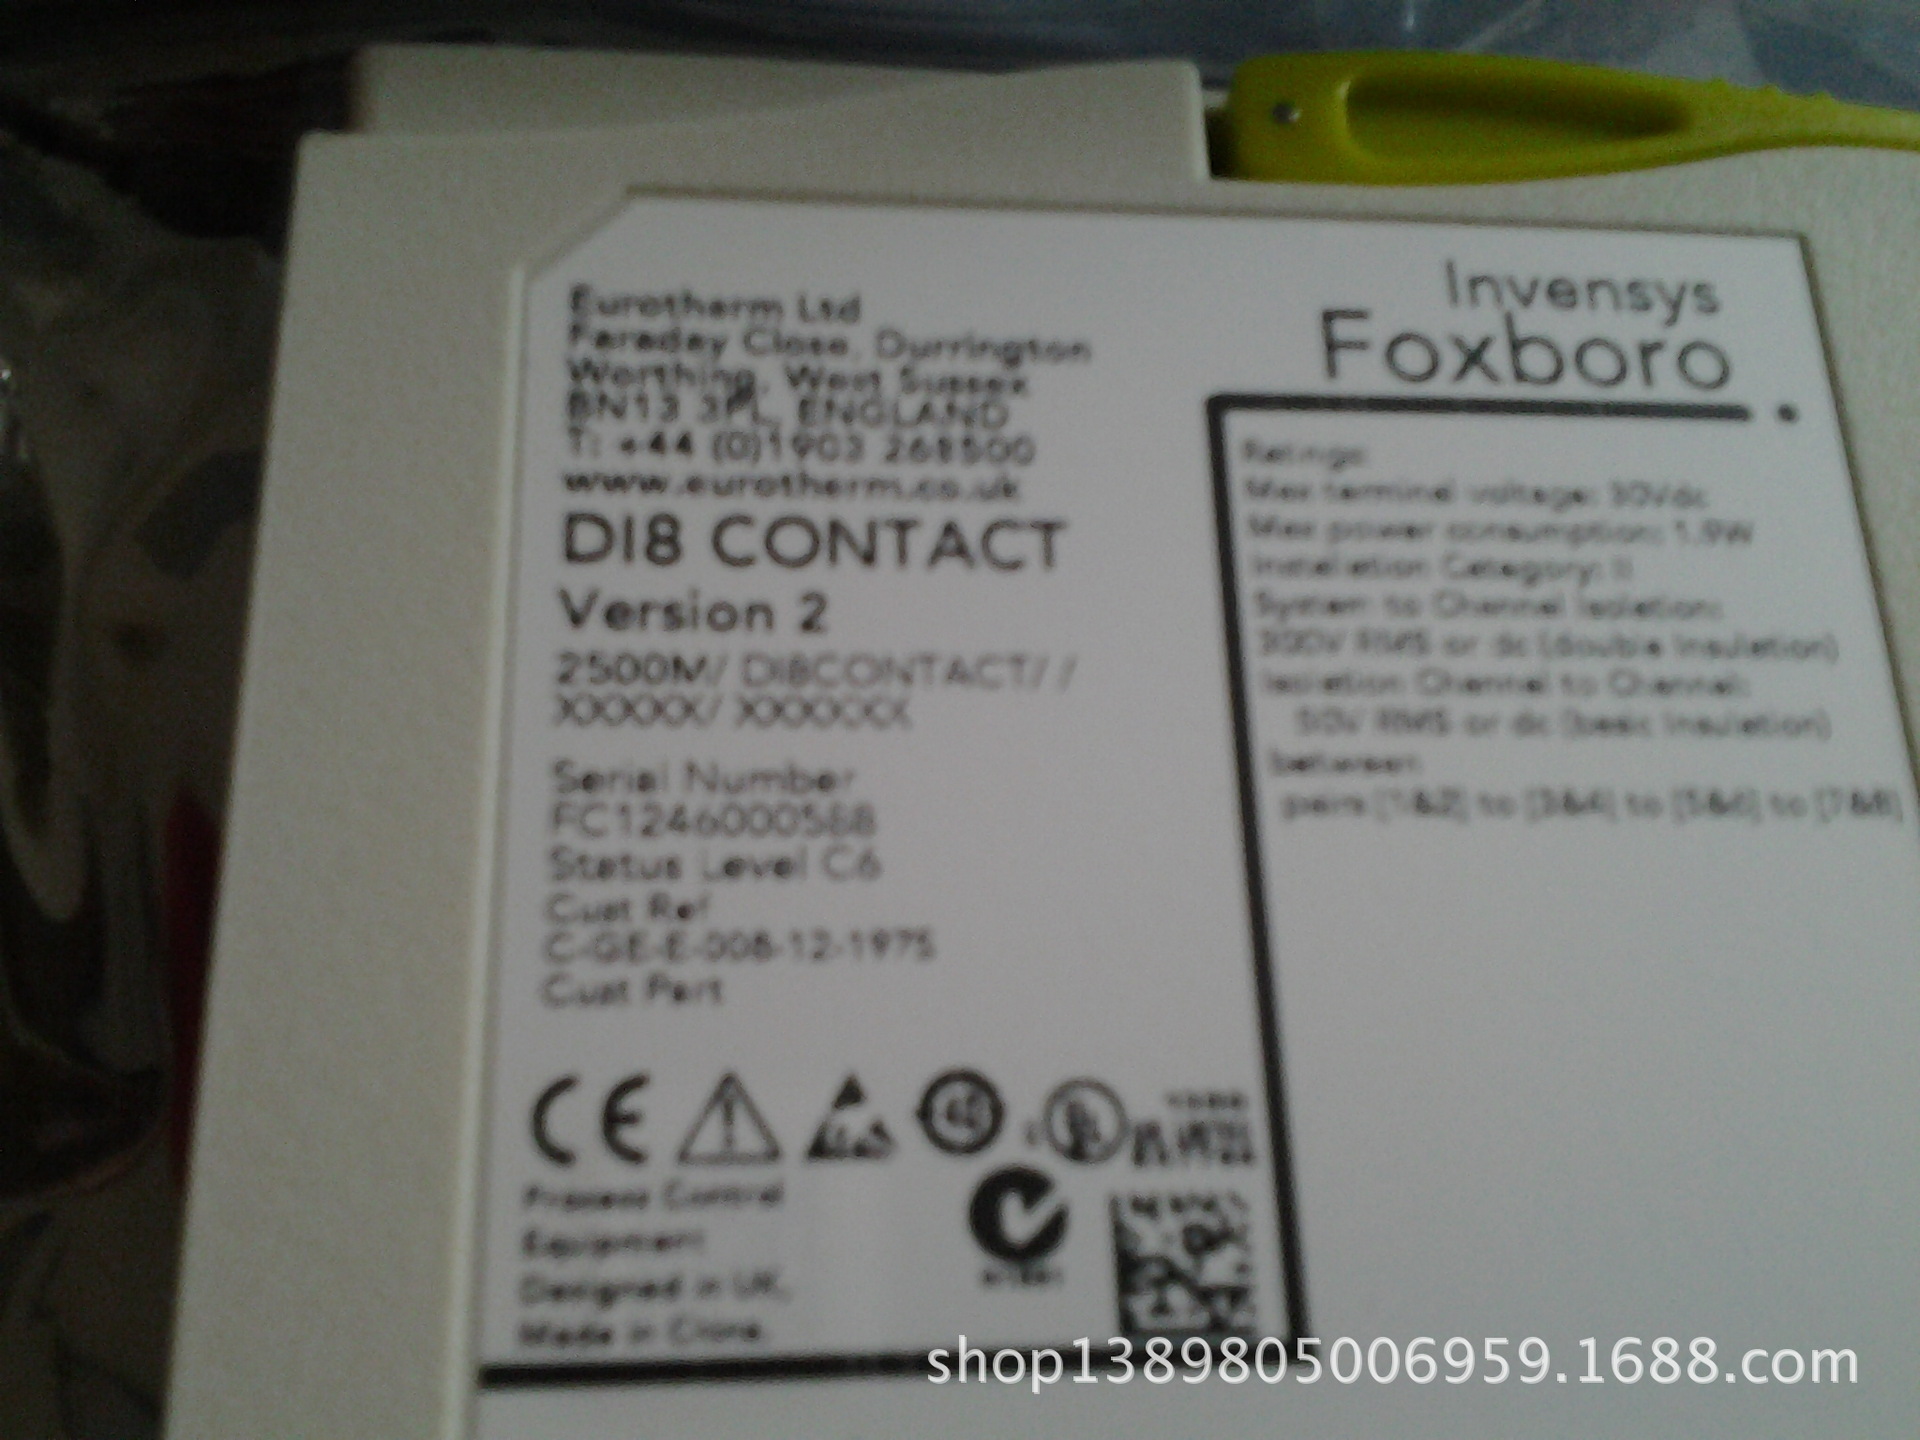 Eurotherm Ltd
Faraday Close, Durrington
Worthing, West Sussex
BN13 3PL, ENGLAND
T: +44 (0)1903 268500
www.eurotherm.co.uk
DI8 CONTACT
Version 2
2500M/ DI8CONTACT/ /
XXXXXX/ XXXXXXX
Serial Number
FC1246000588
Status Level C6
Cust Ref
C-GE-E-008-12-1975
Cust Part
CE
Process Control
Equipment
Designed in UK,
Made in China.
Invensys
Foxboro
Ratings:
Max terminal voltage: 30Vdc
Max power consumption: 1.9W
Installation Category: II
System to Channel isolation:
300V RMS or dc (double insulation)
Isolation Channel to Channel:
50V RMS or dc (basic insulation)
between
pairs [1&2] to [3&4] to [5&6] to [7&8]
shop1389805006959.1688.com